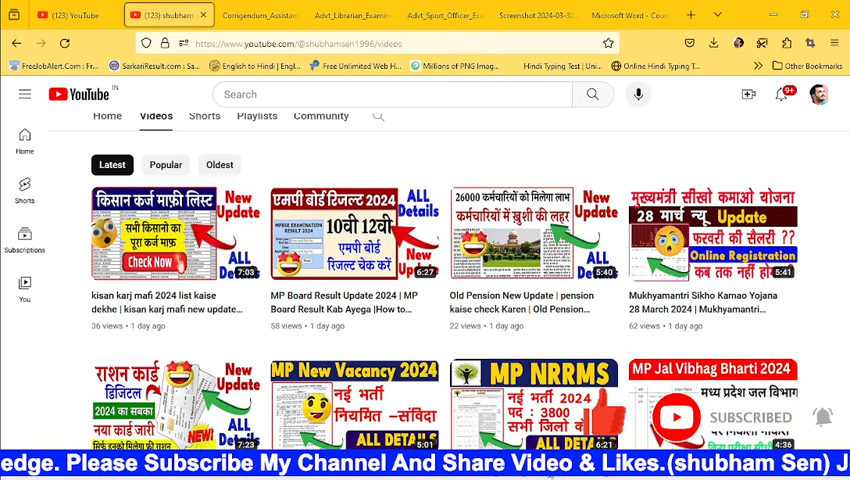 (123) YouTube
(123) shubham
Corrigendum_Assistant
Advt_Librarian_Examin
Advt_Sport_Officer_Exa
Screenshot 2024-03-30
Microsoft Word - Coun
https://www.youtube.com/@shubhamsen1996/videos
FreeJobAlert.Com : Fr...
SarkariResult.com : Sa...
English to Hindi | Engl...
Free Unlimited Web H...
Millions of PNG Imag...
Hindi Typing Test | Uni...
Online Hindi Typing T...
Other Bookmarks
YouTube IN
Search
9+
Home
Videos
Shorts
Playlists
Community
Home
Shorts
Subscriptions
You
Latest
Popular
Oldest
किसान कर्ज माफ़ी लिस्ट
New Update
सभी किसानो का
पूरा कर्ज माफ़
Check Now
ALL
7:03
kisan karj mafi 2024 list kaise
dekhe | kisan karj mafi new update...
36 views • 1 day ago
एमपी बोर्ड रिजल्ट 2024
ALL Details
10वी 12वी
एमपी बोर्ड
रिजल्ट चेक करें
New
6:27
MP Board Result Update 2024 | MP
Board Result Kab Ayega |How to...
58 views • 1 day ago
26000 कर्मचारियों को मिलेगा लाभ
कर्मचारियों में ख़ुशी की लहर
New Update
ALL
5:40
Old Pension New Update | pension
kaise check Karen | Old Pension...
22 views • 1 day ago
मुख्यमंत्री सीखो कमाओ योजना
28 मार्च न्यू Update
फरवरी की सैलरी ??
Online Registration
कब तक नहीं
5:41
Mukhyamantri Sikho Kamao Yojana
28 March 2024 | Mukhyamantri...
62 views • 1 day ago
राशन कार्ड
डिजिटल
2024 का सबका
नया कार्ड जारी
New Update
NEW!
ALL
7:23
MP New Vacancy 2024
नई भर्ती
नियमित -संविदा
ALL DETAILS
5:01
MP NRRMS
नई भर्ती 2024
पद : 3800
सभी जिलो
ALL DETAILS
6:21
MP Jal Vibhag Bharti 2024
मध्य प्रदेश जल विभाग
4:36
SUBSCRIBED
edge. Please Subscribe My Channel And Share Video & Likes.(shubham Sen) J